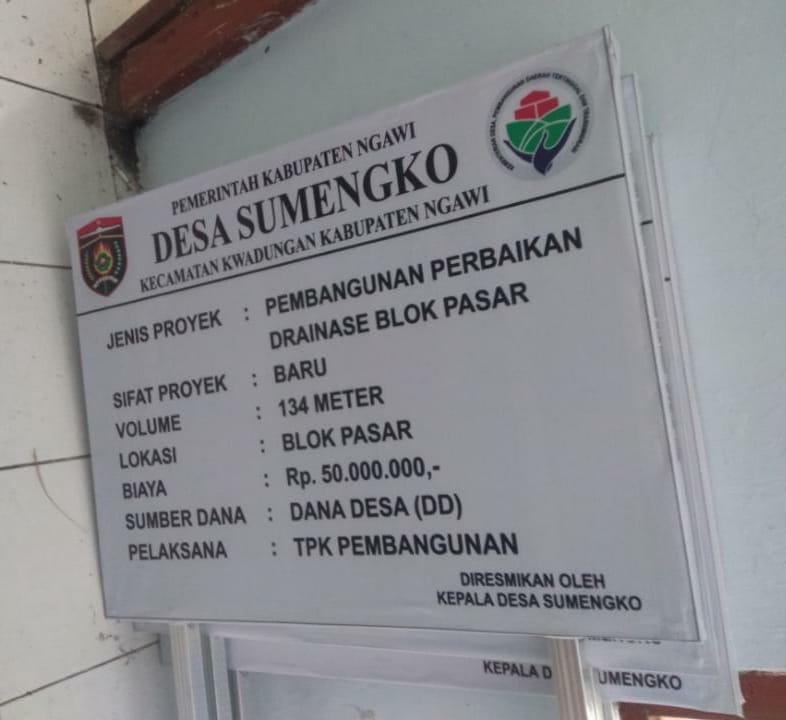 PEMERINTAH KABUPATEN NGAWI
DESA SUMENGKO
KECAMATAN KWADUNGAN KABUPATEN NGAWI
JENIS PROYEK : PEMBANGUNAN PERBAIKAN
DRAINASE BLOK PASAR
SIFAT PROYEK : BARU
VOLUME : 134 METER
LOKASI : BLOK PASAR
BIAYA : Rp. 50.000.000,-
SUMBER DANA : DANA DESA (DD)
PELAKSANA : TPK PEMBANGUNAN
DIRESMIKAN OLEH
KEPALA DESA SUMENGKO
KEPALA D UMENGKO